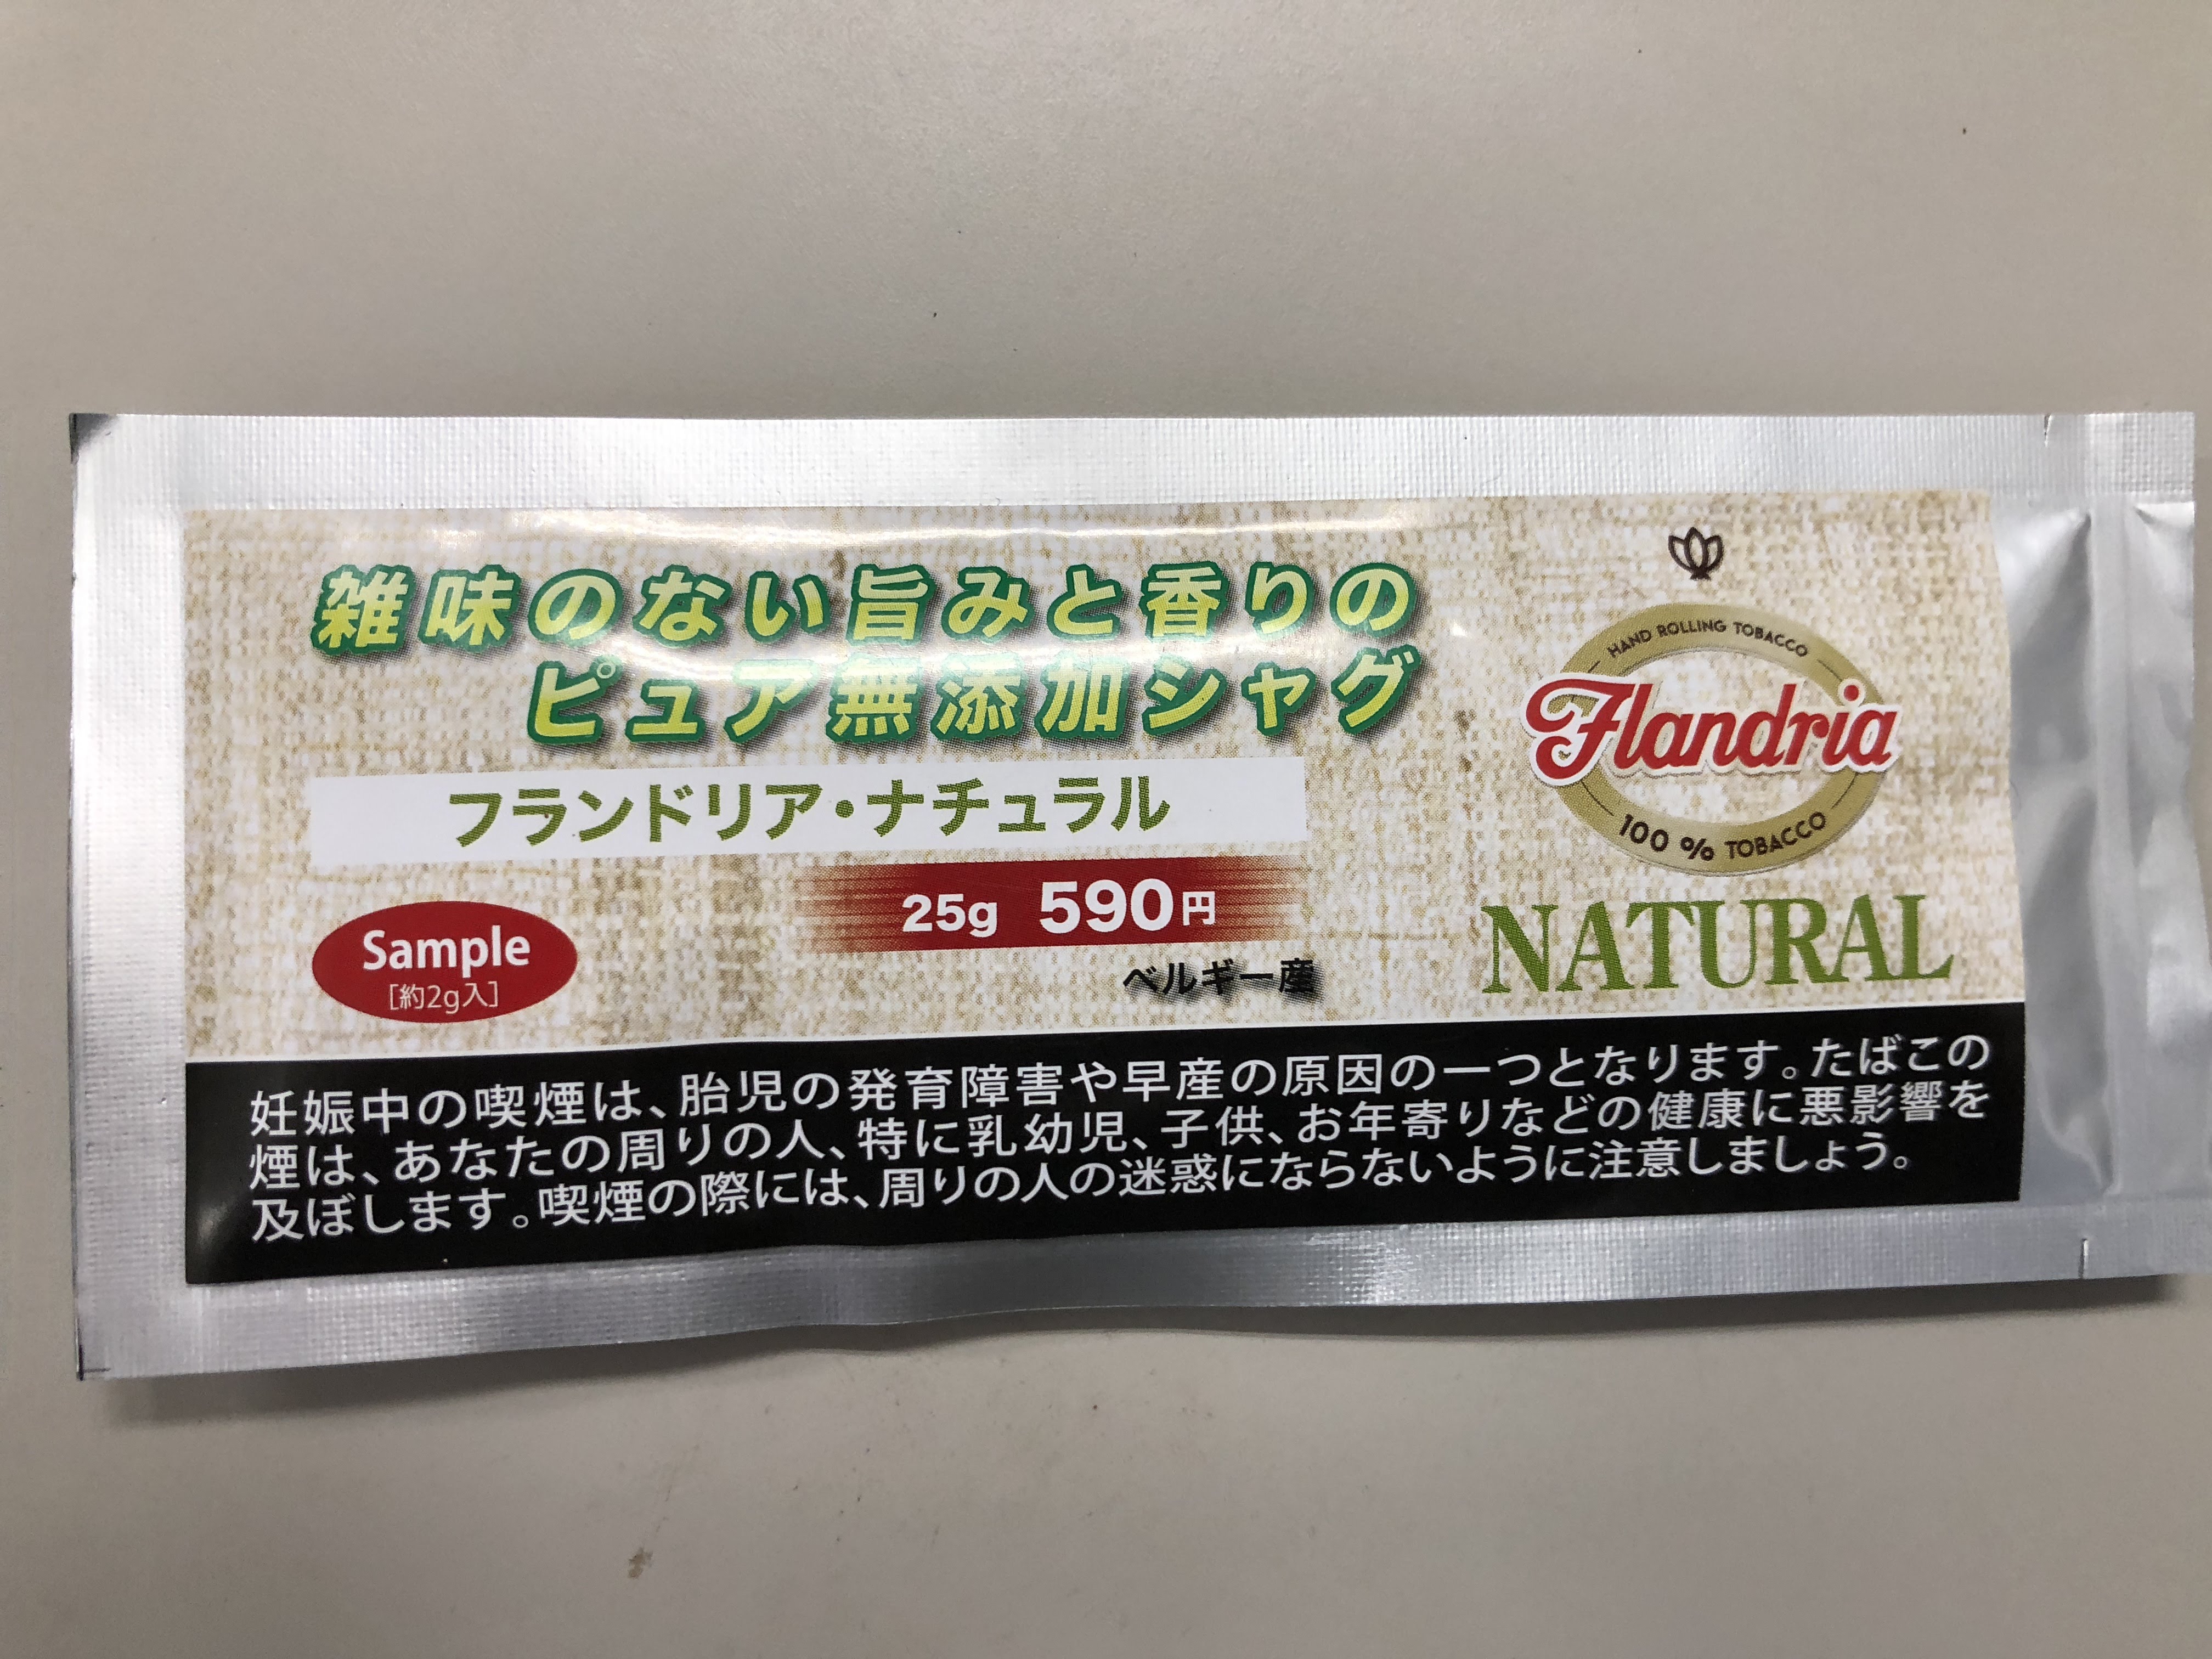 雑味のない旨みと香りの
ピュア無添加シャグ
フランドリア・ナチュラル
25g 590円
ベルギー産
Sample
[約2g入]
HAND ROLLING TOBACCO
Flandria
100 % TOBACCO
NATURAL
妊娠中の喫煙は、胎児の発育障害や早産の原因の一つとなります。たばこの
煙は、あなたの周りの人、特に乳幼児、子供、お年寄りなどの健康に悪影響を
及ぼします。喫煙の際には、周りの人の迷惑にならないように注意しましょう。